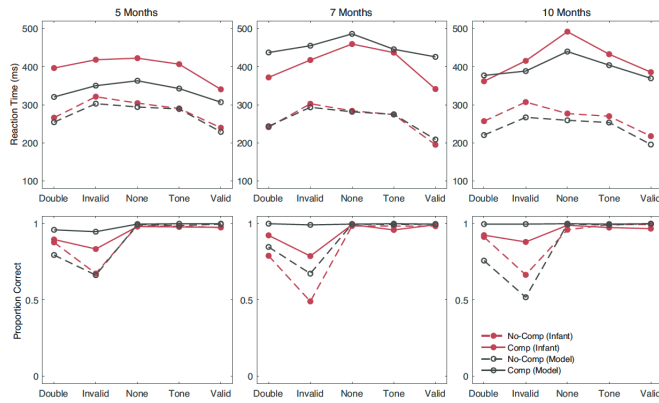 5 Months
7 Months
10 Months
Reaction Time (ms)
500
400
300
200
100
500
400
300
200
100
500
400
300
200
100
Double Invalid None Tone Valid
Double Invalid None Tone Valid
Double Invalid None Tone Valid
Proportion Correct
1
0.5
0
1
0.5
0
1
0.5
0
No-Comp (Infant)
Comp (Infant)
No-Comp (Model)
Comp (Model)
Double Invalid None Tone Valid
Double Invalid None Tone Valid
Double Invalid None Tone Valid